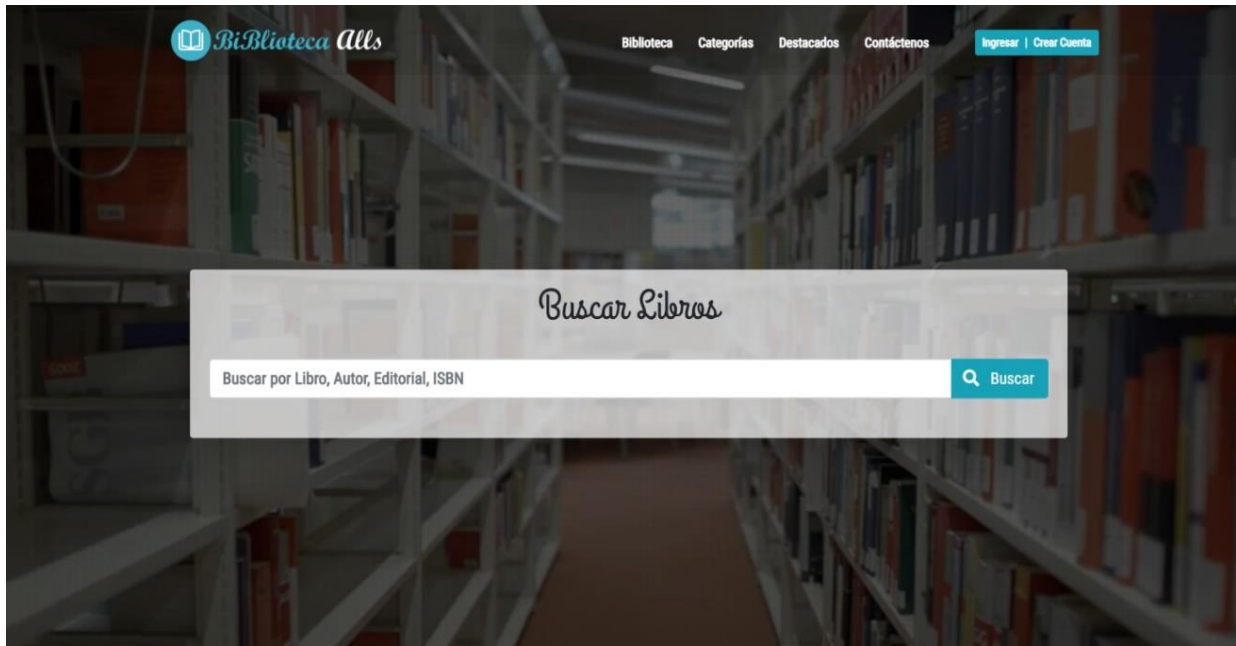 BiBlioteca Alls
Biblioteca Categorías Destacados Contáctenos Ingresar | Crear Cuenta
Buscar Libros
Buscar por Libro, Autor, Editorial, ISBN Buscar